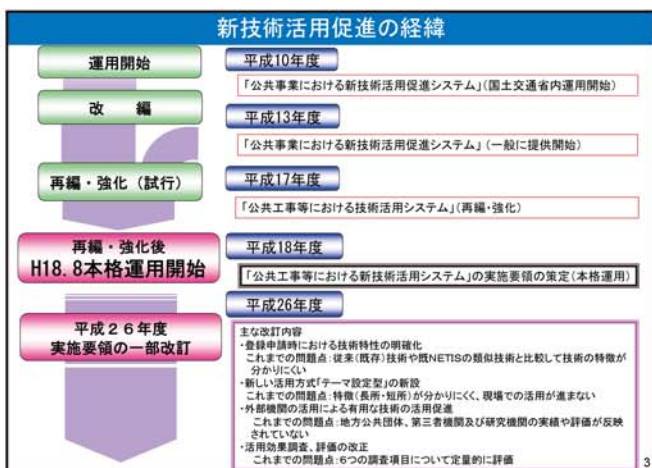 新技術活用促進の経緯
運用開始
平成10年度
「公共事業における新技術活用促進システム」(国土交通省内運用開始)
改 編
平成13年度
「公共事業における新技術活用促進システム」(一般に提供開始)
再編・強化(試行)
平成17年度
「公共工事等における技術活用システム」(再編・強化)
再編・強化後
H18.8本格運用開始
平成18年度
「公共工事等における新技術活用システム」の実施要領の策定(本格運用)
平成26年度
実施要領の一部改訂
平成26年度
主な改訂内容
・登録申請時における技術特性の明確化
これまでの問題点:従来(既存)技術や既NETISの類似技術と比較して技術の特徴が
分かりにくい
・新しい活用方式「テーマ設定型」の新設
これまでの問題点:特徴(長所・短所)が分かりにくく、現場での活用が進まない
・外部機関の活用による有用な技術の活用促進
これまでの問題点:地方公共団体、第三者機関及び研究機関の実績や評価が反映
されていない
・活用効果調査、評価の改正
これまでの問題点:6つの調査項目について定量的に評価
3